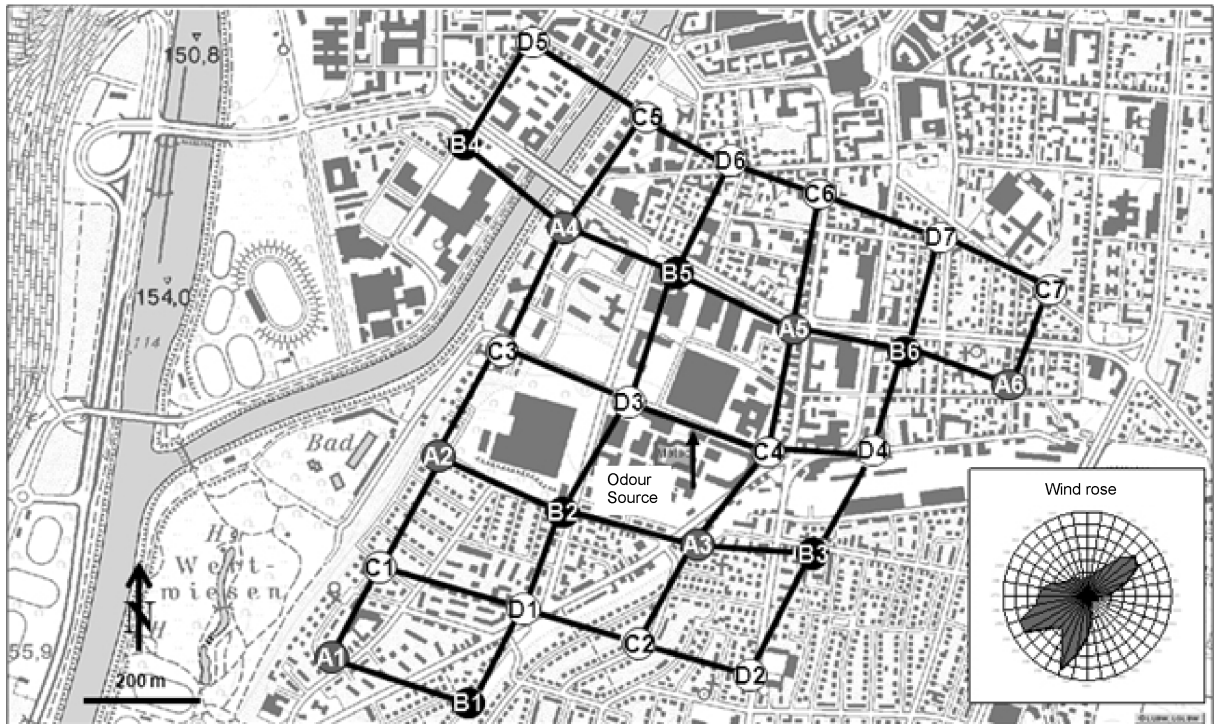 D5
150,8
C5
B4
D6
C6
A4
D7
B5
C7
154,0
114
A5
C3
B6
A6
D3
Bad
C4
D4
A2
Odour
Source
Wind rose
B2
H
A3
B3
Wert-
C1
wiesen
D1
N
H
C2
55,9
A1
D2
200 m
B1